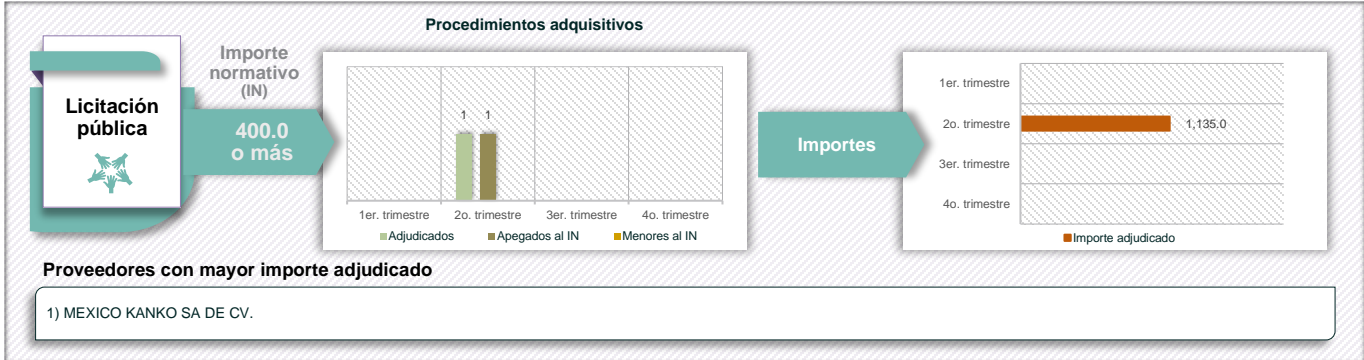 Procedimientos adquisitivos
Licitación
pública
Importe
normativo
(IN)
400.0
o más
1 1
1er. trimestre 2o. trimestre 3er. trimestre 4o. trimestre
Adjudicados Apegados al IN Menores al IN
Importes
1er. trimestre
2o. trimestre 1,135.0
3er. trimestre
4o. trimestre
Importe adjudicado
Proveedores con mayor importe adjudicado
1) MEXICO KANKO SA DE CV.